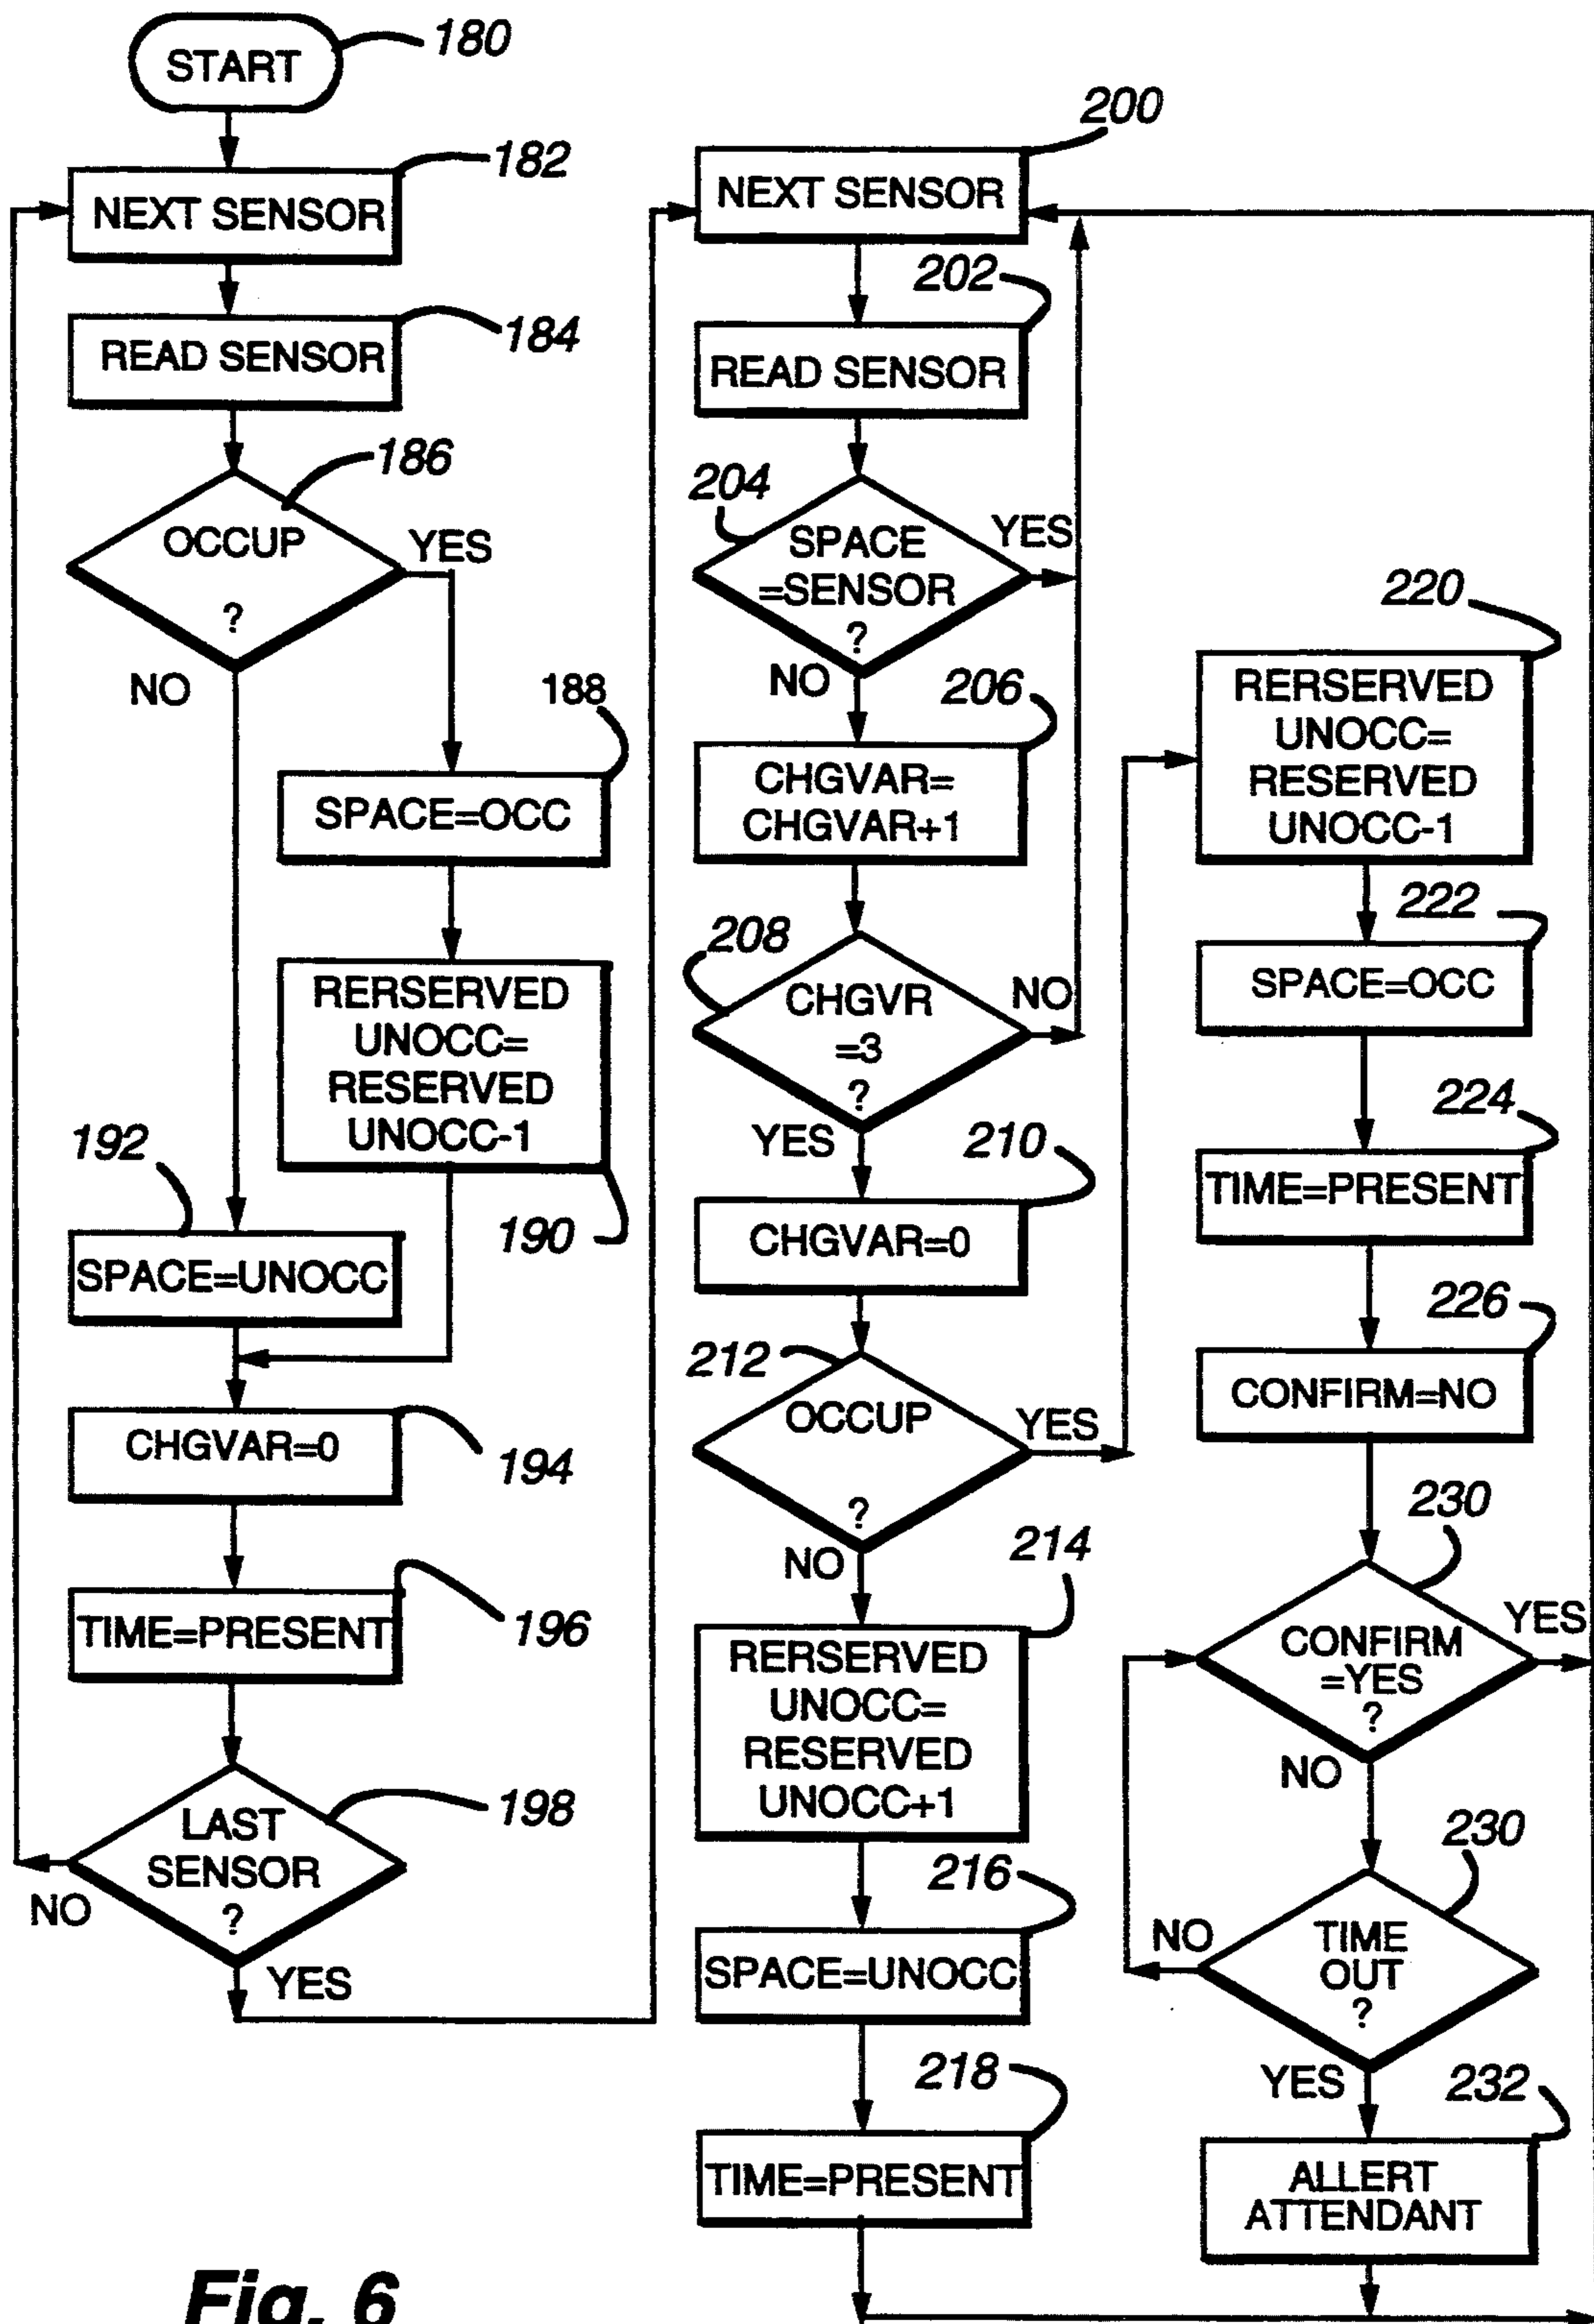 START
180
NEXT SENSOR
182
READ SENSOR
184
OCCUP
?
186
YES
NO
SPACE=OCC
188
RERSERVED
UNOCC=
RESERVED
UNOCC-1
190
192
SPACE=UNOCC
CHGVAR=0
194
TIME=PRESENT
196
LAST
SENSOR
?
198
NO
YES
200
NEXT SENSOR
202
READ SENSOR
204
SPACE
=SENSOR
?
YES
NO
206
CHGVAR=
CHGVAR+1
208
CHGVR
=3
?
NO
YES
210
CHGVAR=0
212
OCCUP
?
YES
NO
214
RERSERVED
UNOCC=
RESERVED
UNOCC+1
216
SPACE=UNOCC
218
TIME=PRESENT
220
RERSERVED
UNOCC=
RESERVED
UNOCC-1
222
SPACE=OCC
224
TIME=PRESENT
226
CONFIRM=NO
230
CONFIRM
=YES
?
YES
NO
230
TIME
OUT
?
NO
YES
232
ALLERT
ATTENDANT
Fig. 6